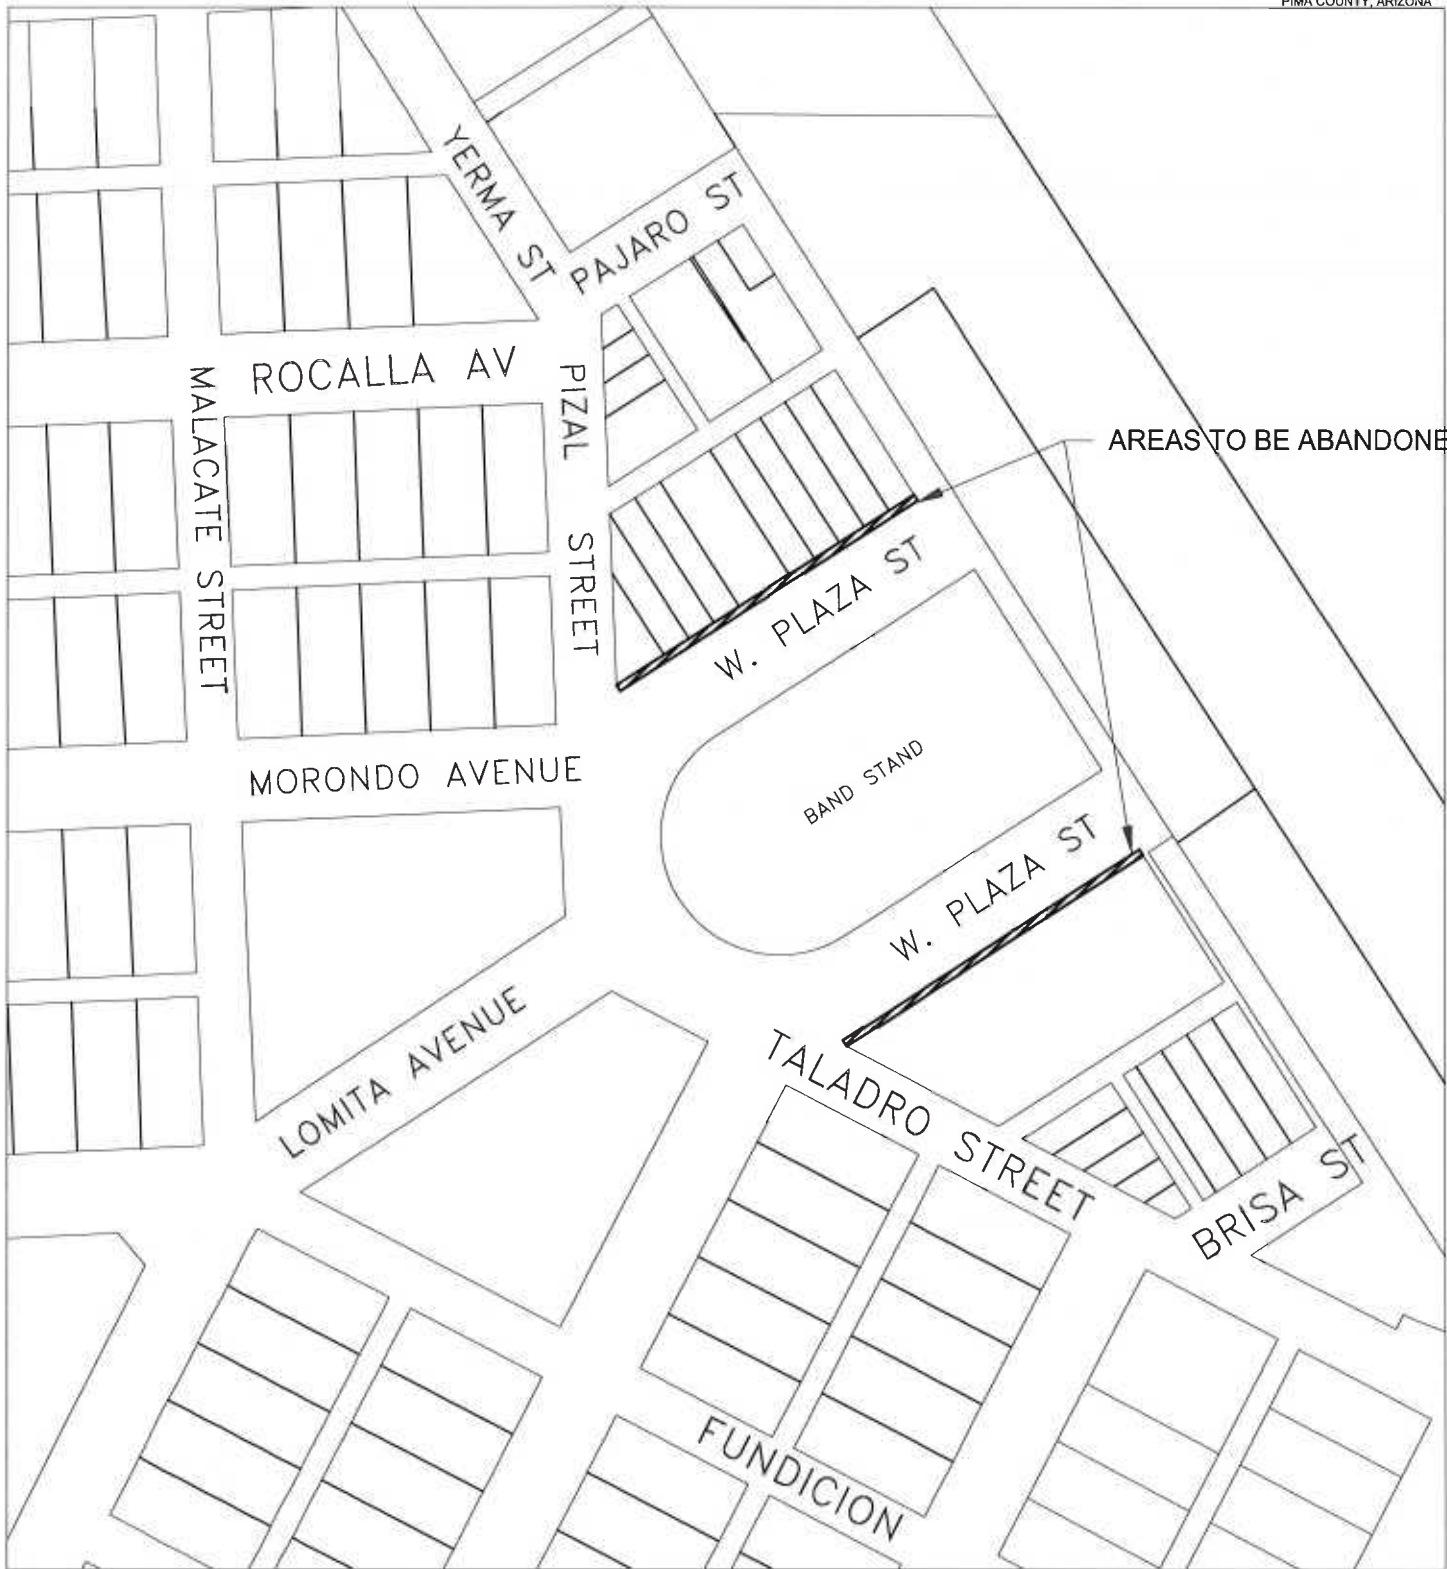 PIMA COUNTY, ARIZONA
YERMA ST
PAJARO ST
ROCALLA AV
MALACATE STREET
PIZAL STREET
AREAS TO BE ABANDONE
W. PLAZA ST
MORONDO AVENUE
BAND STAND
W. PLAZA ST
LOMITA AVENUE
TALADRO STREET
BRISA ST
FUNDICION